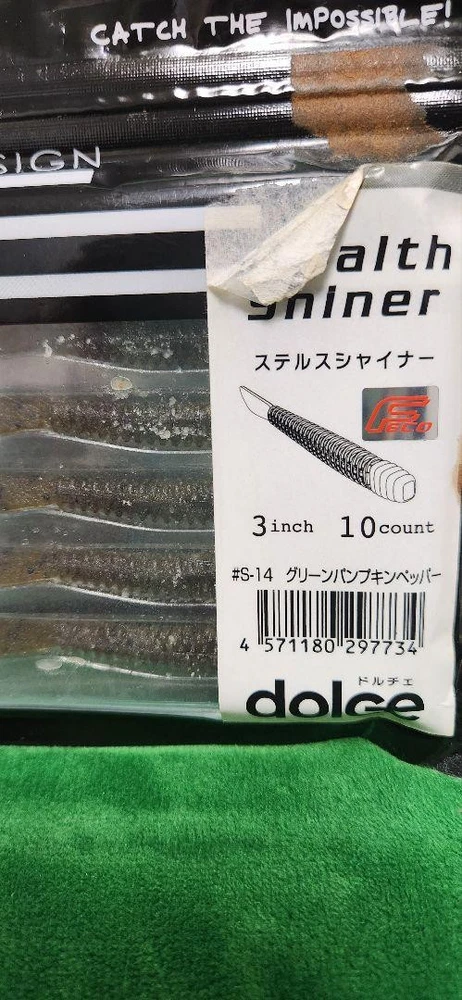 CATCH THE IMPOSSIBLE!
SIGN
alth
shiner
ステルスシャイナー
Feco
3inch 10count
#S-14 グリーンパンプキンペッパー
4 571180 297734
ドルチェ
dolce